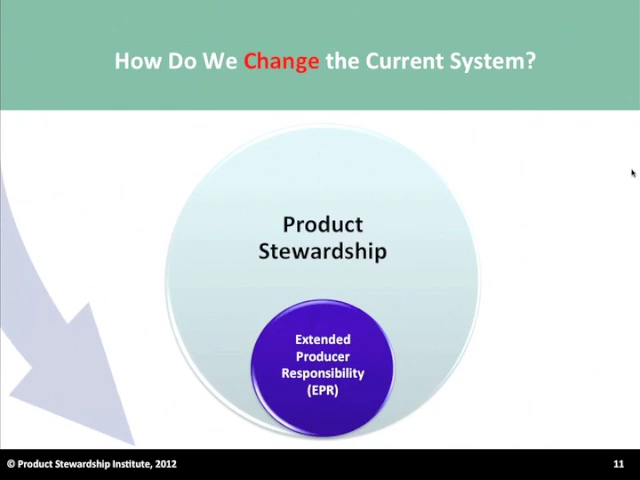 How Do We Change the Current System?
Product
Stewardship
Extended
Producer
Responsibility
(EPR)
© Product Stewardship Institute, 2012
11